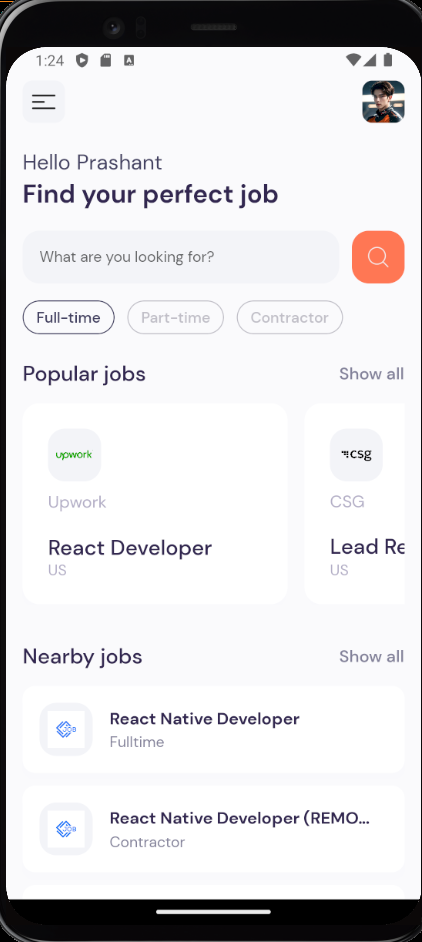 1:24
Hello Prashant
Find your perfect job
What are you looking for?
Full-time Part-time Contractor
Popular jobs Show all
upwork CSG
Upwork CSG
React Developer Lead Re
US US
Nearby jobs Show all
JOB
React Native Developer
Fulltime
JOB
React Native Developer (REMO...
Contractor